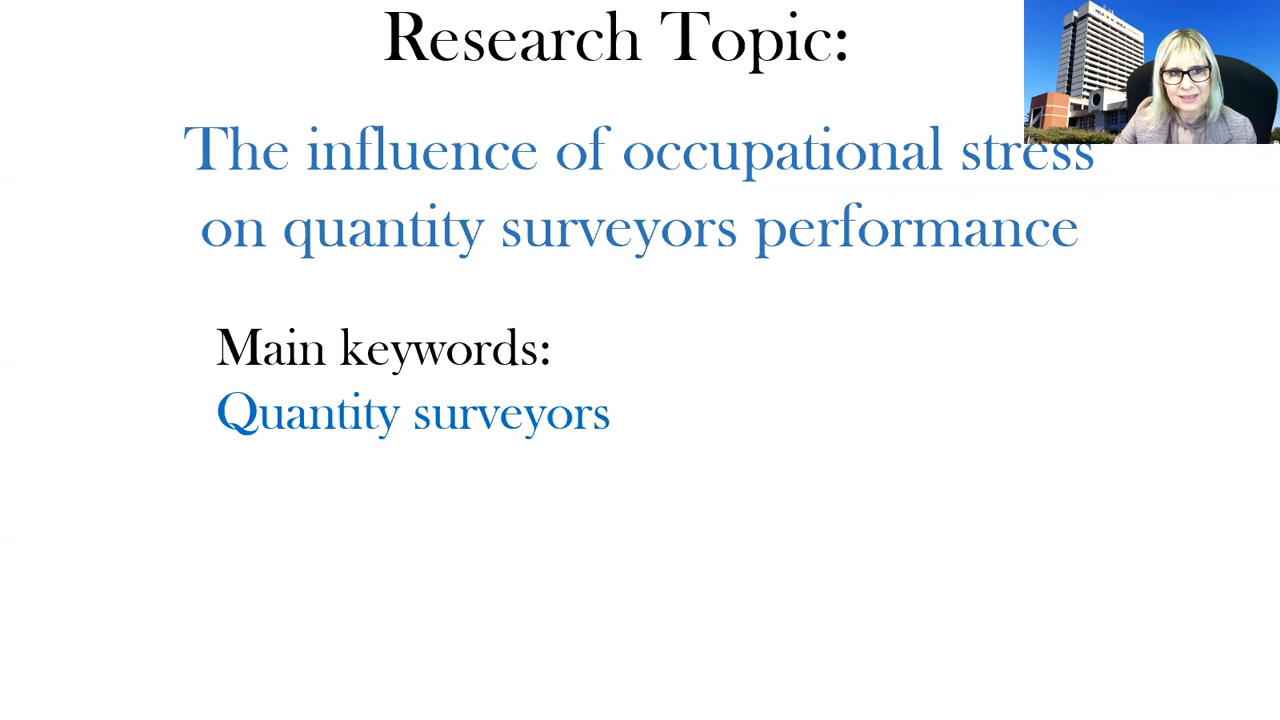 Research Topic:
The influence of occupational stress
on quantity surveyors performance
Main keywords:
Quantity surveyors